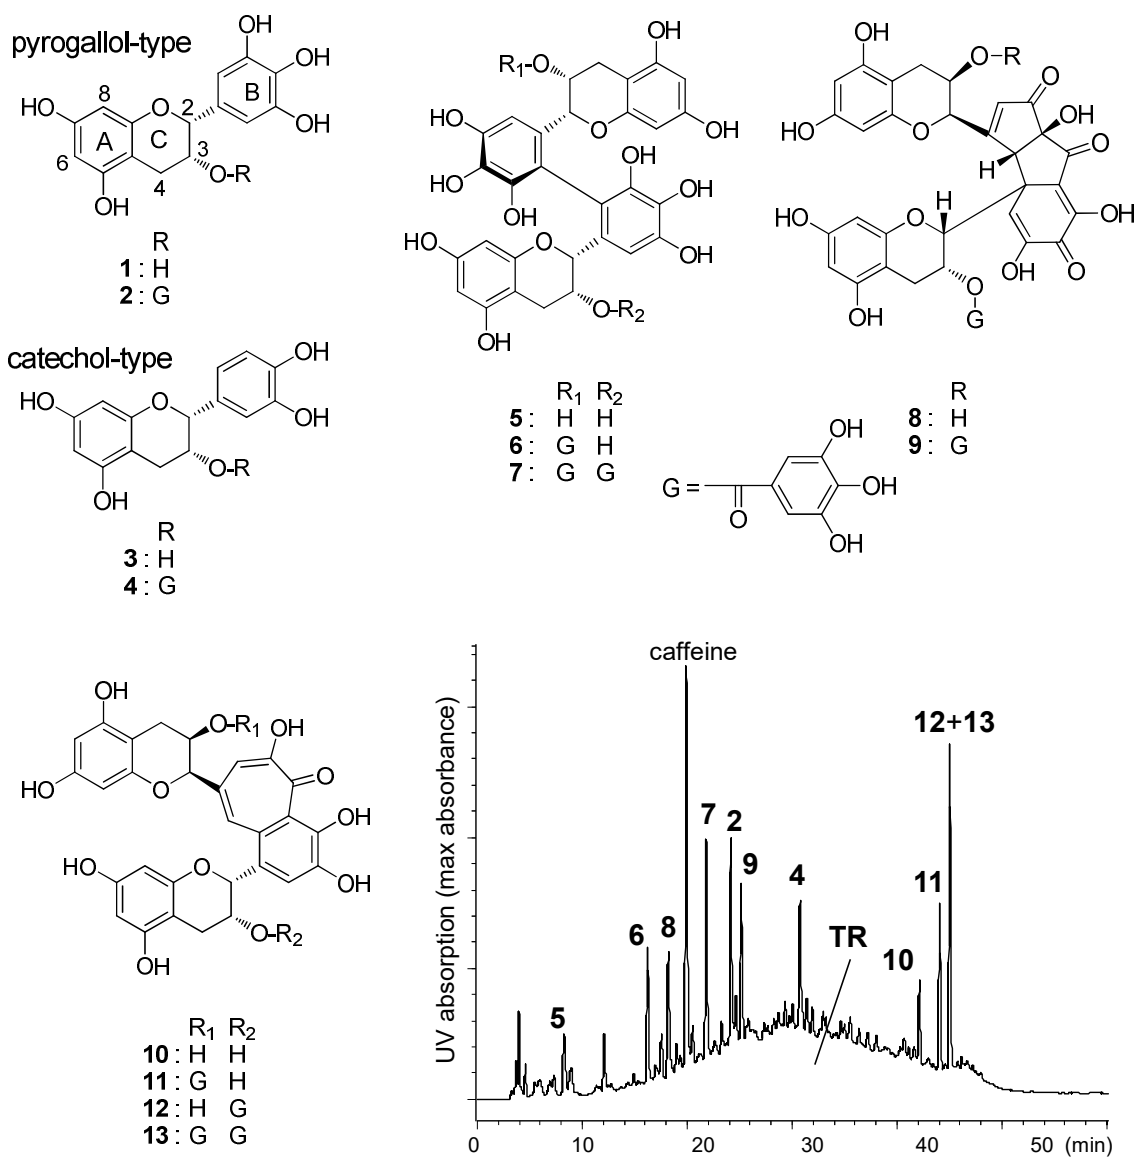 pyrogallol-type
OH
OH
B
OH
HO
8
O
2
A
C
3
6
4
O-R
OH
R
1 : H
2 : G
catechol-type
OH
OH
HO
O
O-R
OH
R
3 : H
4 : G
OH
R1-O
O
OH
HO
HO
HO
OH
OH
OH
OH
HO
O
O-R2
OH
R1 R2
5 : H H
6 : G H
7 : G G
OH
O-R
O
HO
O
OH
O
H
H
HO
O
OH
OH
O
O
G
OH
R
8 : H
9 : G
G =
O
OH
OH
OH
OH
O-R1
OH
O
HO
O
OH
OH
HO
O
O-R2
OH
R1 R2
10 : H H
11 : G H
12 : H G
13 : G G
UV absorption (max absorbance)
caffeine
12+13
7
2
9
4
11
6
8
TR
10
5
0 10 20 30 40 50 (min)